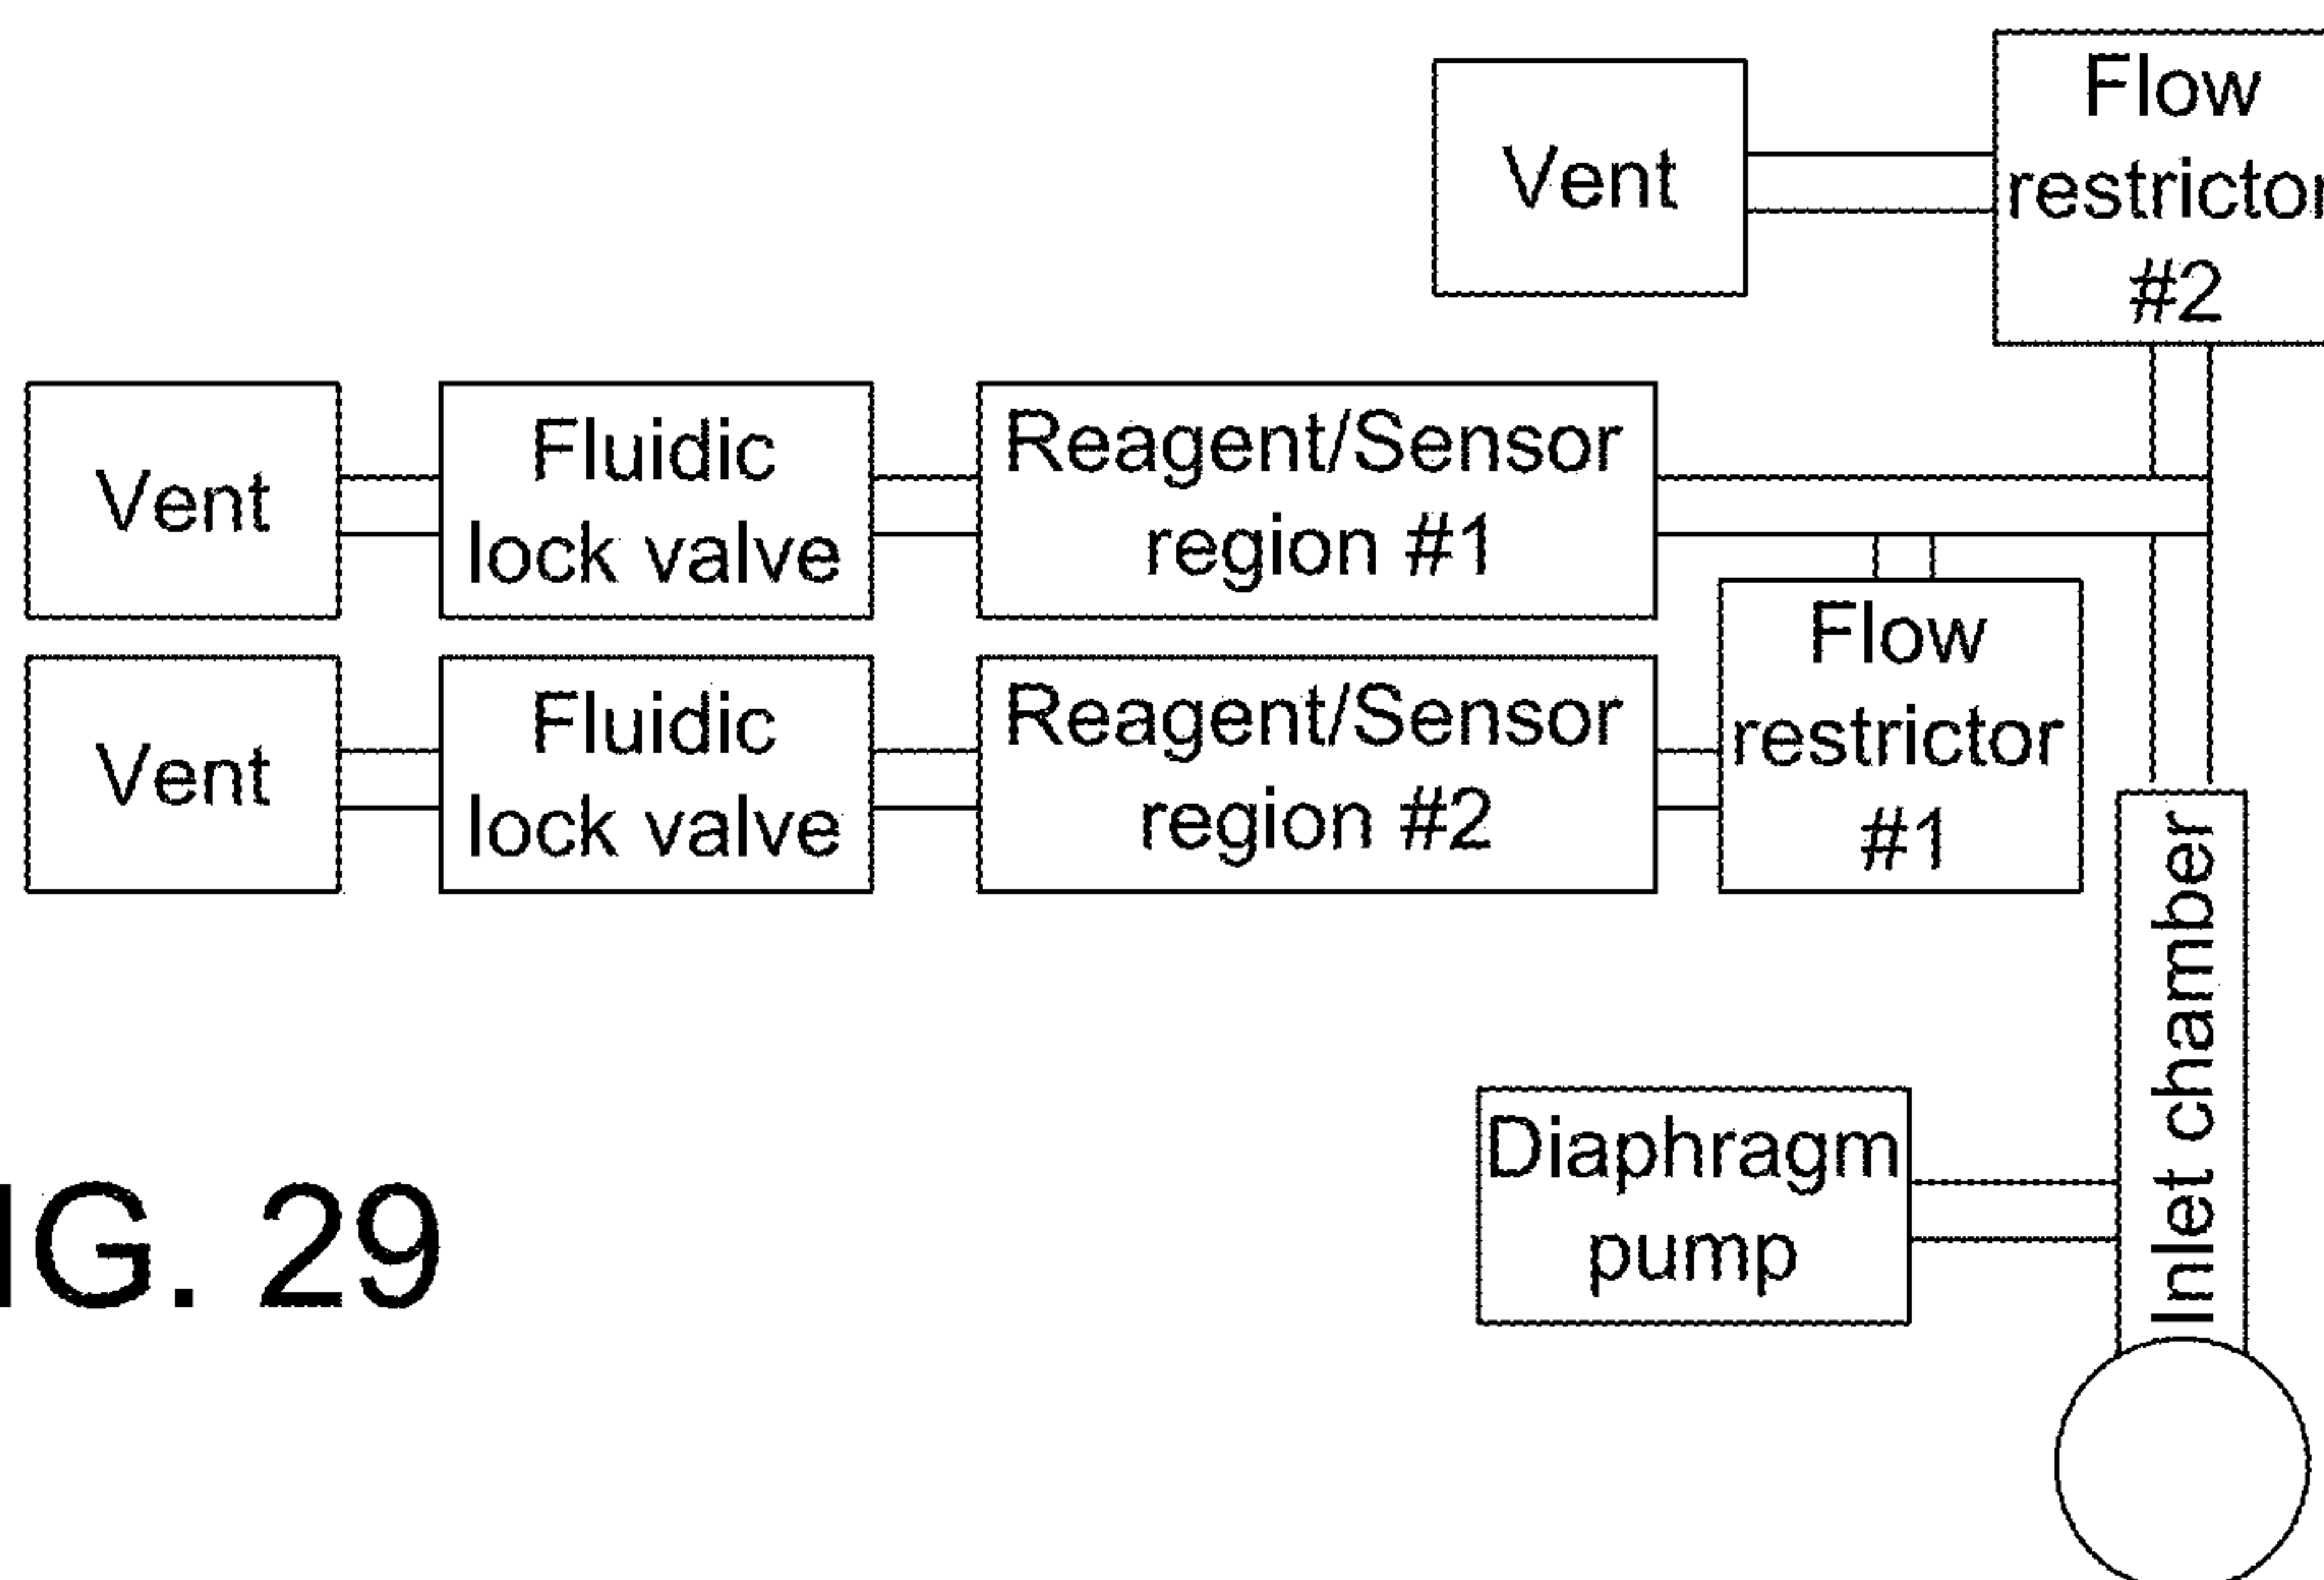 Vent
Flow
restrictor
#2
Vent
Fluidic
lock valve
Reagent/Sensor
region #1
Vent
Fluidic
lock valve
Reagent/Sensor
region #2
Flow
restrictor
#1
Inlet chamber
Diaphragm
pump
IG. 29